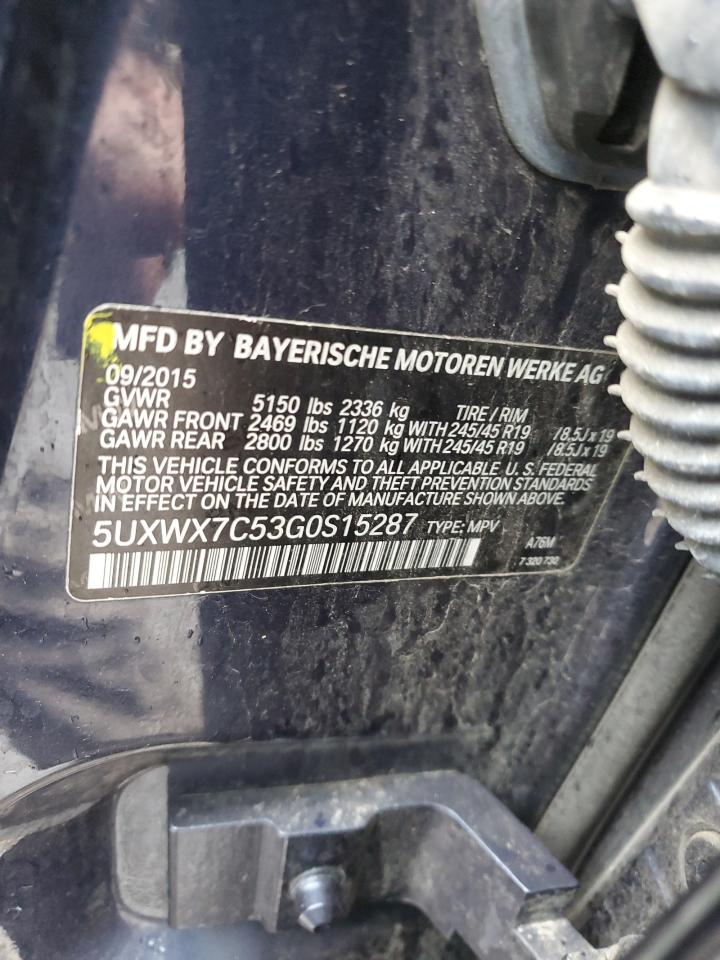 MFD BY BAYERISCHE MOTOREN WERKE AG
09/2015
GVWR 5150 lbs 2336 kg TIRE / RIM
GAWR FRONT 2469 lbs 1120 kg WITH 245/45 R19 / 8.5J x 19
GAWR REAR 2800 lbs 1270 kg WITH 245/45 R19 / 8.5J x 19
THIS VEHICLE CONFORMS TO ALL APPLICABLE U. S. FEDERAL
MOTOR VEHICLE SAFETY AND THEFT PREVENTION STANDARDS
IN EFFECT ON THE DATE OF MANUFACTURE SHOWN ABOVE.
5UXWX7C53G0S15287 TYPE: MPV
A76M
7 320 730